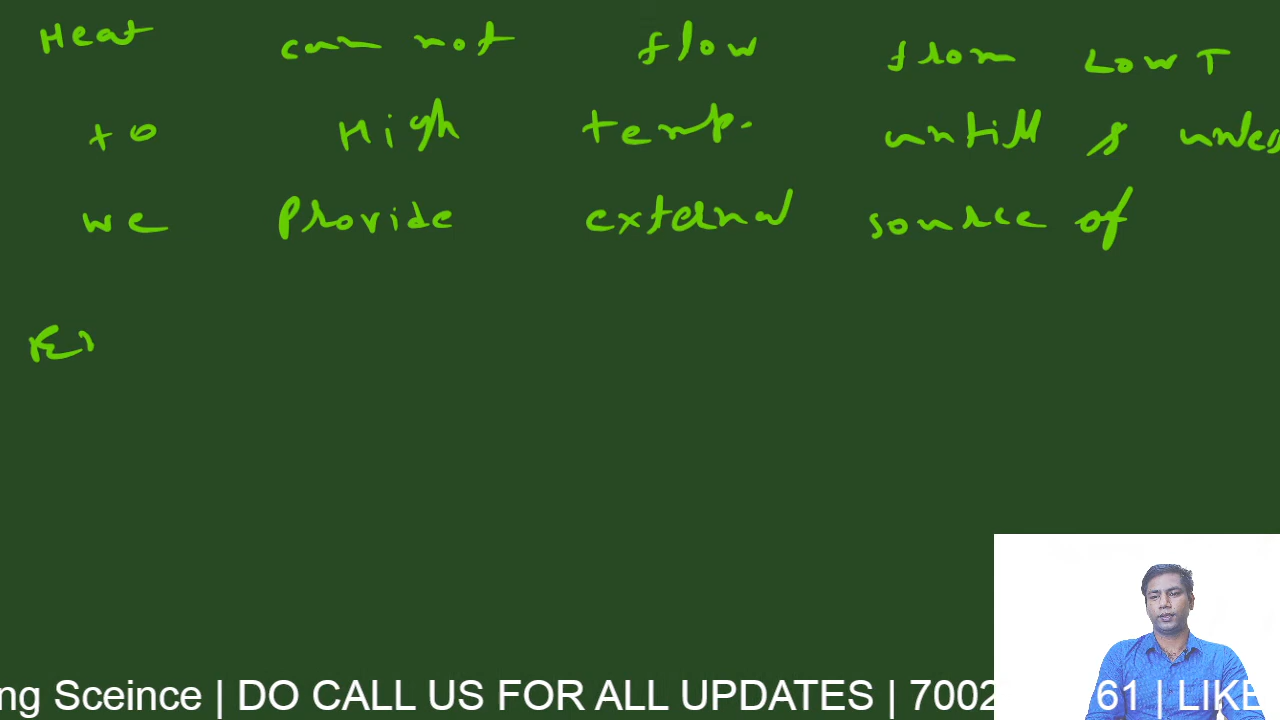 Heat can not flow from Low T
to High temp. untill & unles
we Provide external source of
ng Sceince | DO CALL US FOR ALL UPDATES | 7002 61 | LIKE